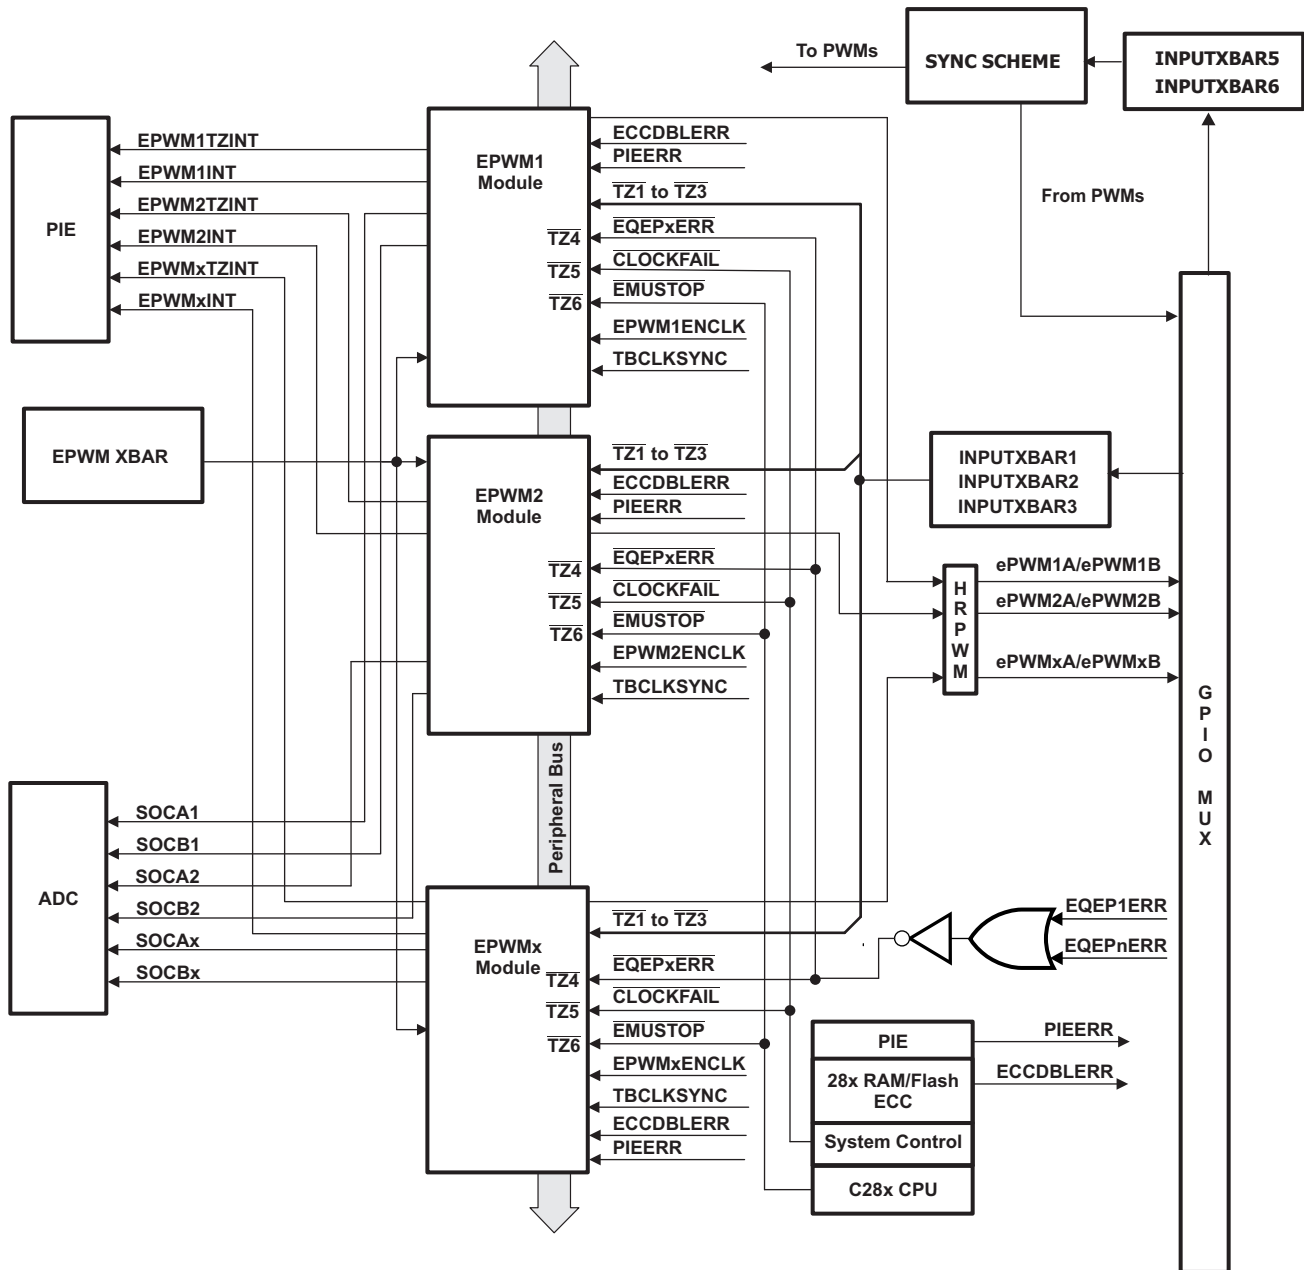 To PWMs
SYNC SCHEME
INPUTXBAR5
INPUTXBAR6
From PWMs
PIE
EPWM1TZINT
EPWM1INT
EPWM2TZINT
EPWM2INT
EPWMxTZINT
EPWMxINT
EPWM1
Module
ECCDBLERR
PIEERR
TZ1 to TZ3
EQEPxERR
TZ4
CLOCKFAIL
TZ5
EMUSTOP
TZ6
EPWM1ENCLK
TBCLKSYNC
EPWM XBAR
EPWM2
Module
TZ1 to TZ3
ECCDBLERR
PIEERR
EQEPxERR
TZ4
CLOCKFAIL
TZ5
EMUSTOP
TZ6
EPWM2ENCLK
TBCLKSYNC
INPUTXBAR1
INPUTXBAR2
INPUTXBAR3
HRPWM
ePWM1A/ePWM1B
ePWM2A/ePWM2B
ePWMxA/ePWMxB
GPIO MUX
Peripheral Bus
ADC
SOCA1
SOCB1
SOCA2
SOCB2
SOCAx
SOCBx
EPWMx
Module
TZ1 to TZ3
EQEPxERR
TZ4
CLOCKFAIL
TZ5
EMUSTOP
TZ6
EPWMxENCLK
TBCLKSYNC
ECCDBLERR
PIEERR
EQEP1ERR
EQEPnERR
PIE
PIEERR
28x RAM/Flash
ECC
ECCDBLERR
System Control
C28x CPU